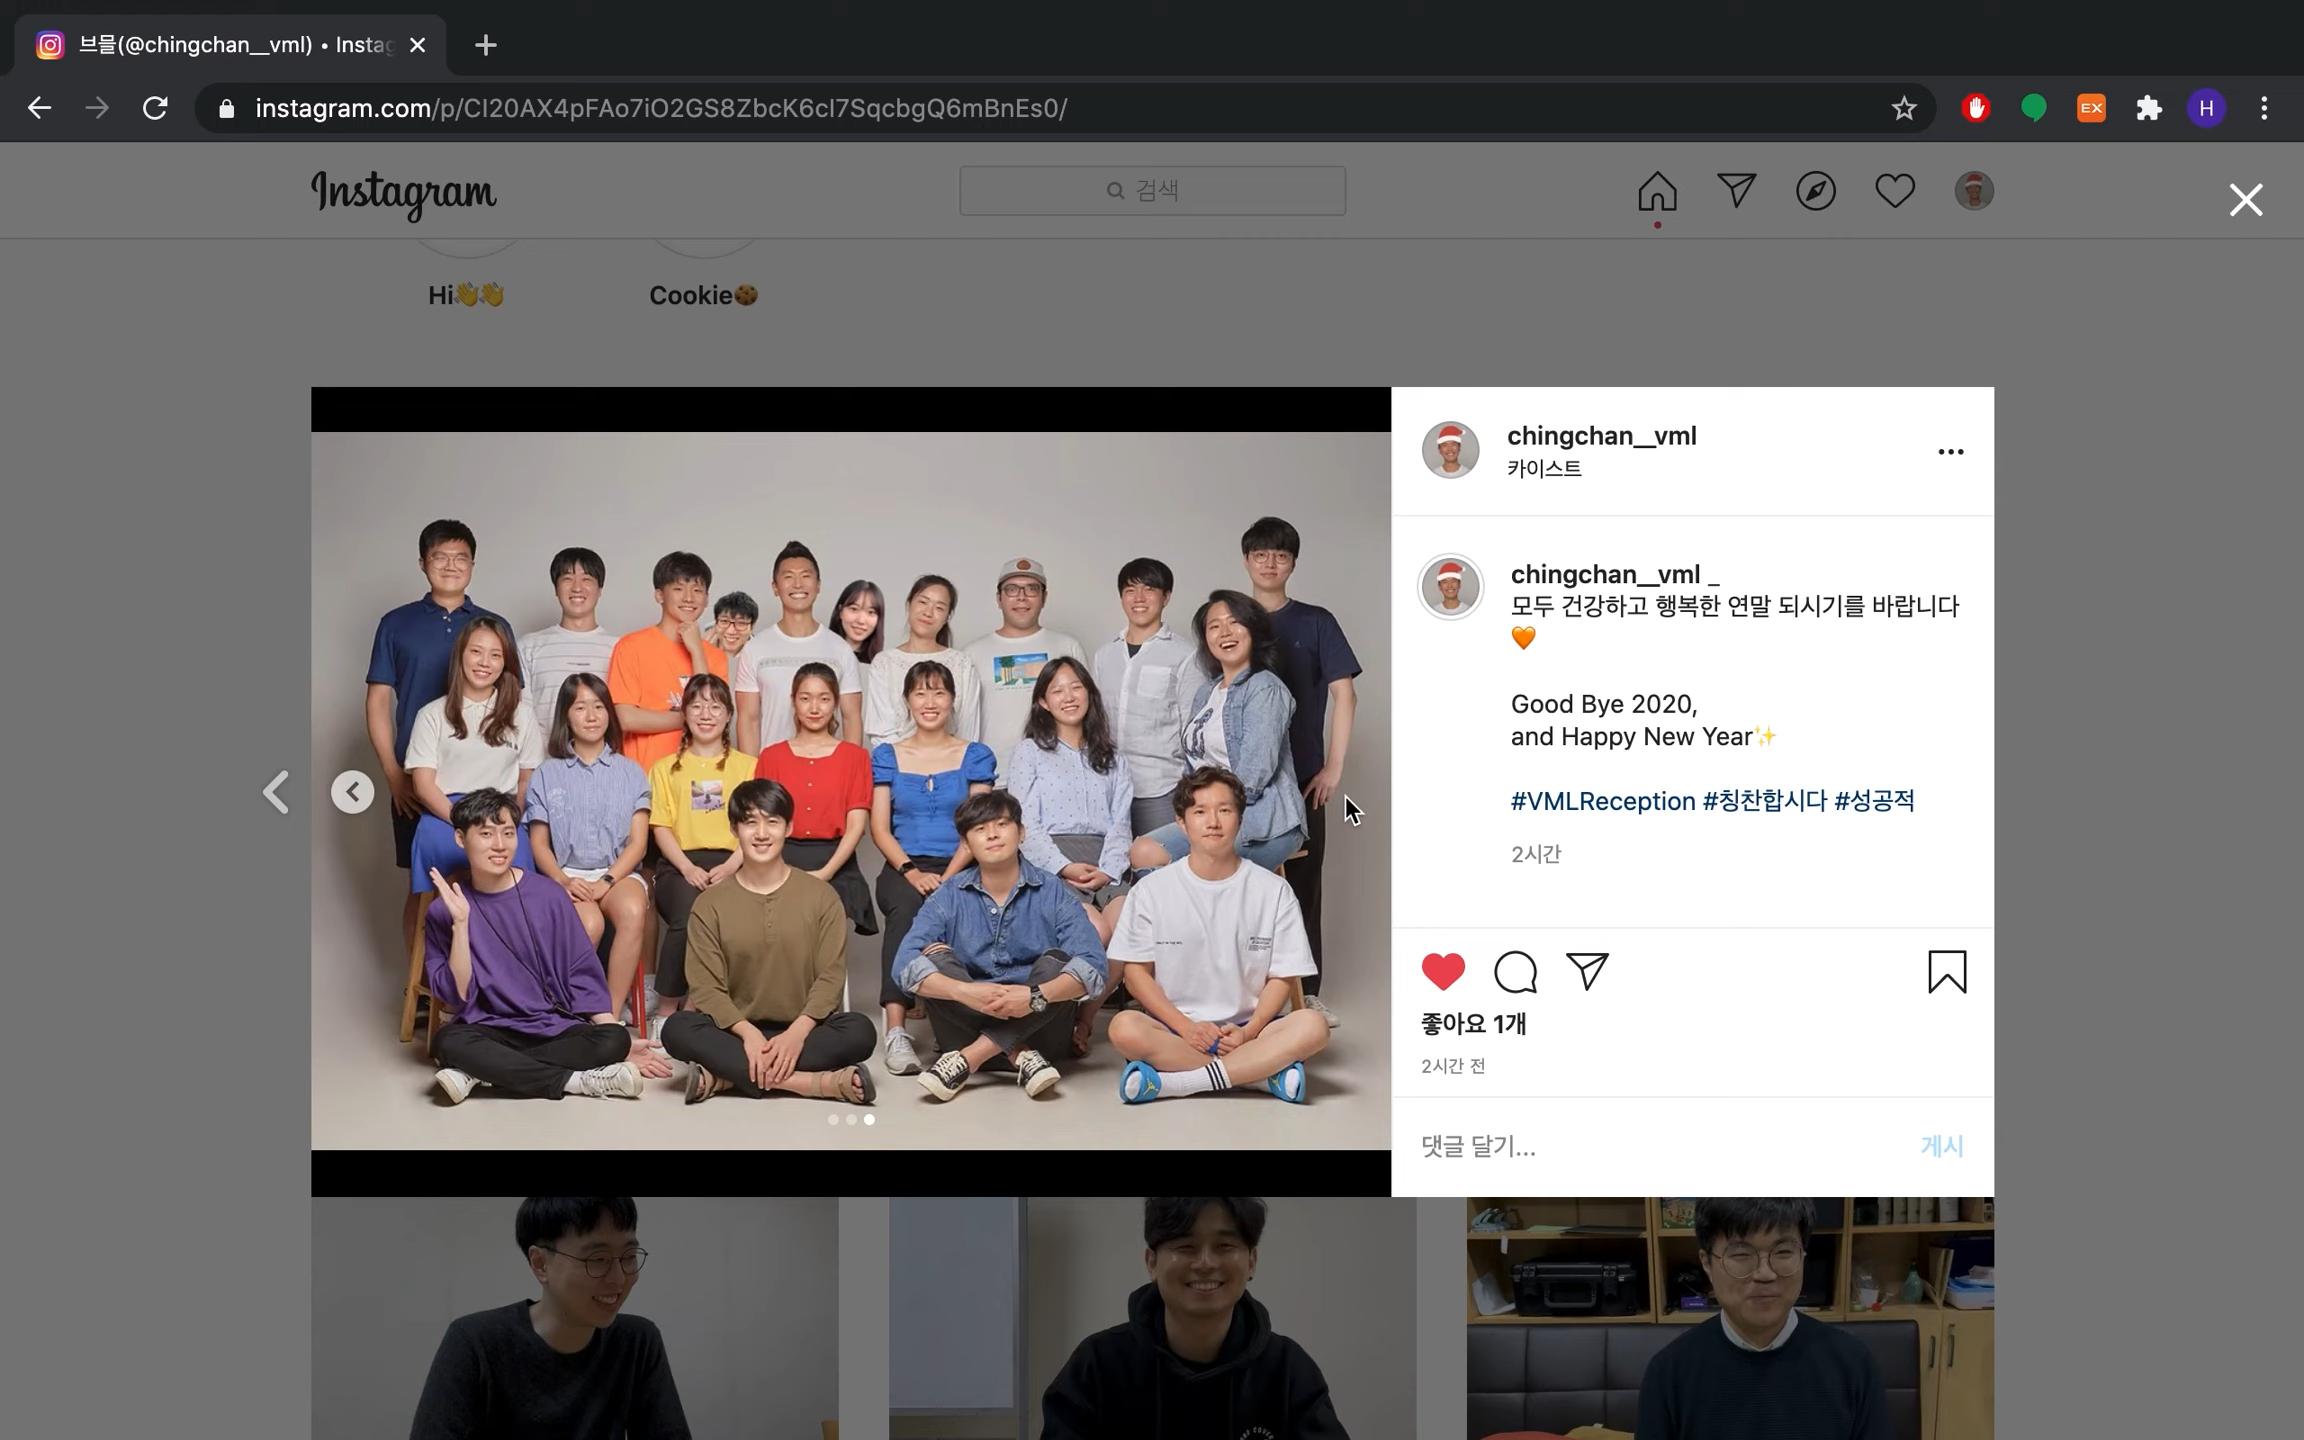 브믈(@chingchan__vml) • Instag
instagram.com/p/CI20AX4pFAo7iO2GS8ZbcK6cI7SqcbgQ6mBnEs0/
EX
H
Instagram
검색
Hi👋👋
Cookie🍪
chingchan__vml
카이스트
chingchan__vml _
모두 건강하고 행복한 연말 되시기를 바랍니다
🧡
Good Bye 2020,
and Happy New Year✨
#VMLReception #칭찬합시다 #성공적
2시간
좋아요 1개
2시간 전
댓글 달기...
게시